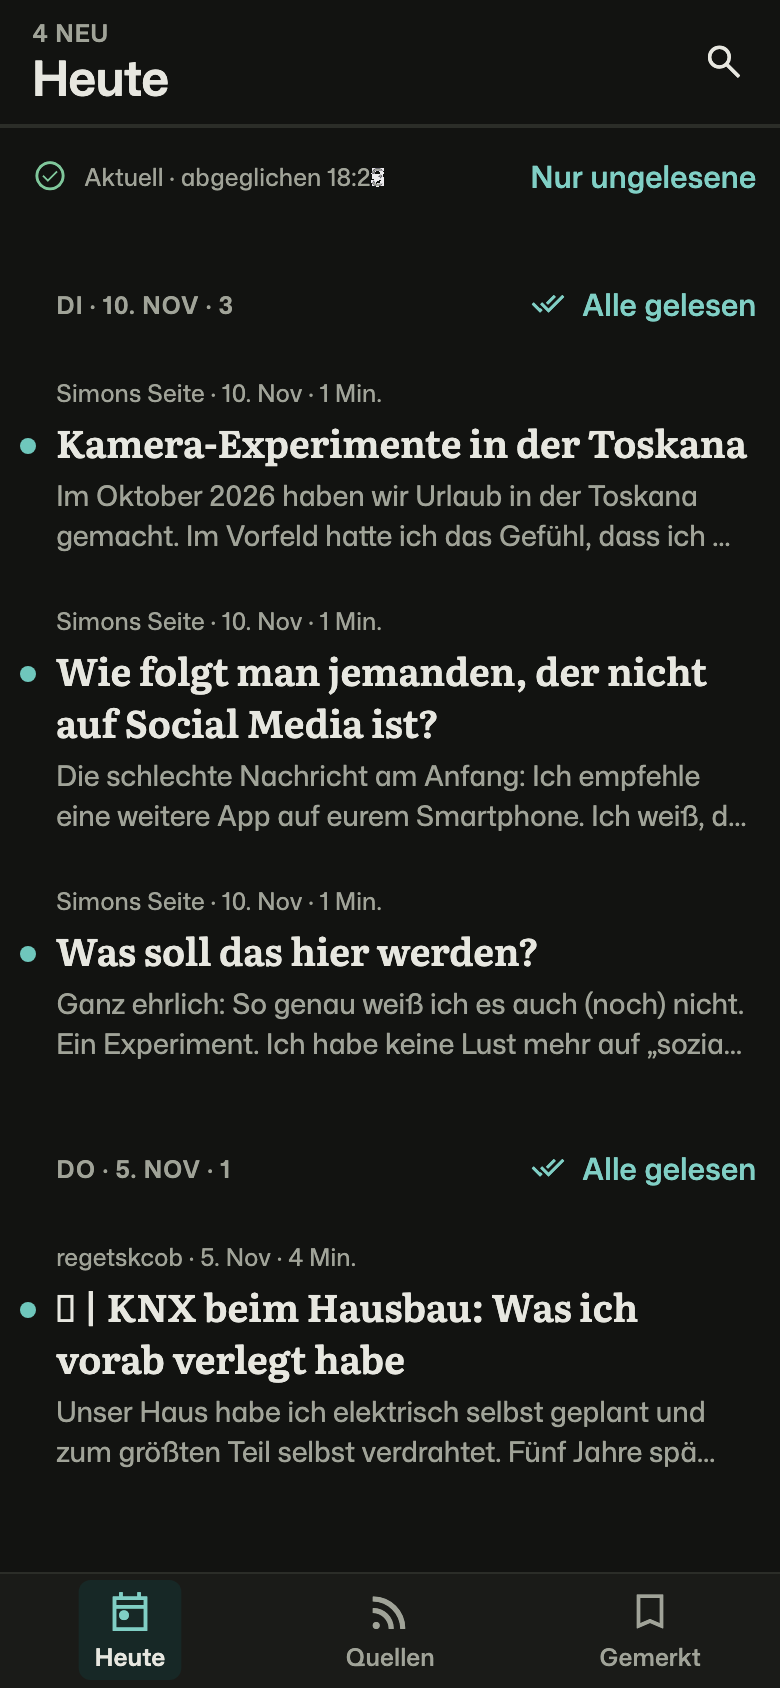 4 NEU
Heute
Aktuell · abgeglichen
Nur ungelesene
DI · 10. NOV · 3
Alle gelesen
Simons Seite · 10. Nov · 1 Min.
Kamera-Experimente in der Toskana
Im Oktober 2026 haben wir Urlaub in der Toskana
gemacht. Im Vorfeld hatte ich das Gefühl, dass ich ...
Simons Seite · 10. Nov · 1 Min.
Wie folgt man jemanden, der nicht
auf Social Media ist?
Die schlechte Nachricht am Anfang: Ich empfehle
eine weitere App auf eurem Smartphone. Ich weiß, d...
Simons Seite · 10. Nov · 1 Min.
Was soll das hier werden?
Ganz ehrlich: So genau weiß ich es auch (noch) nicht.
Ein Experiment. Ich habe keine Lust mehr auf „sozia...
DO · 5. NOV · 1
Alle gelesen
regetskcob · 5. Nov · 4 Min.
| KNX beim Hausbau: Was ich
vorab verlegt habe
Unser Haus habe ich elektrisch selbst geplant und
zum größten Teil selbst verdrahtet. Fünf Jahre spä...
Heute
Quellen
Gemerkt